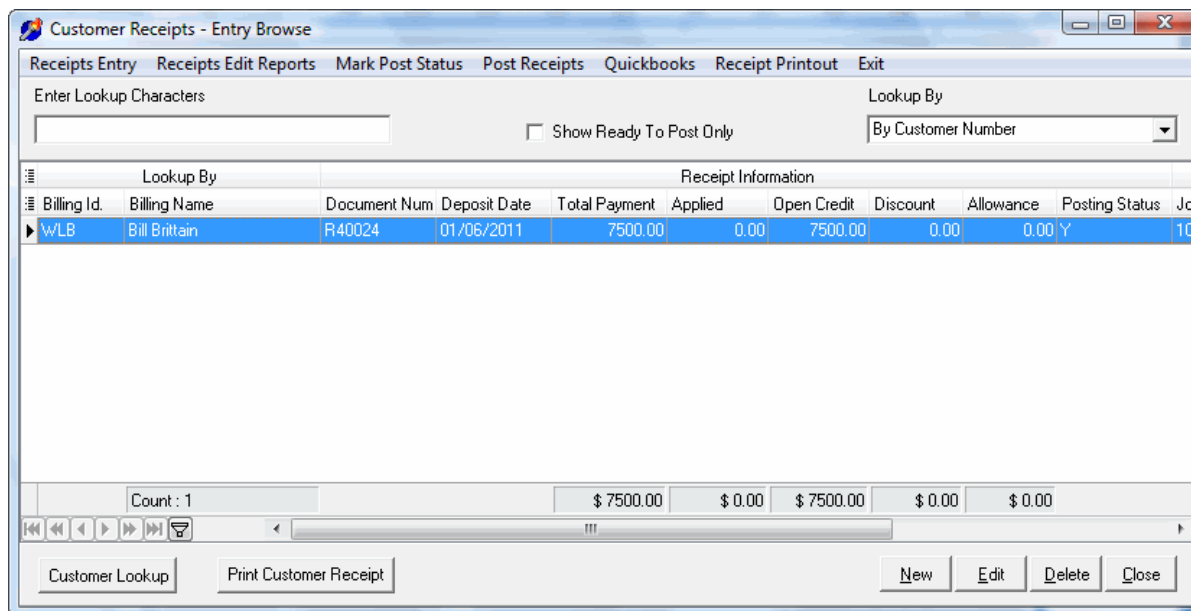 Customer Receipts - Entry Browse
Receipts Entry Receipts Edit Reports Mark Post Status Post Receipts Quickbooks Receipt Printout Exit
Enter Lookup Characters Lookup By
Show Ready To Post Only By Customer Number
Lookup By Receipt Information
Billing Id. Billing Name Document Num Deposit Date Total Payment Applied Open Credit Discount Allowance Posting Status Jo
WLB Bill Brittain R40024 01/06/2011 7500.00 0.00 7500.00 0.00 0.00 Y 10
Count : 1 $ 7500.00 $ 0.00 $ 7500.00 $ 0.00 $ 0.00
Customer Lookup Print Customer Receipt New Edit Delete Close